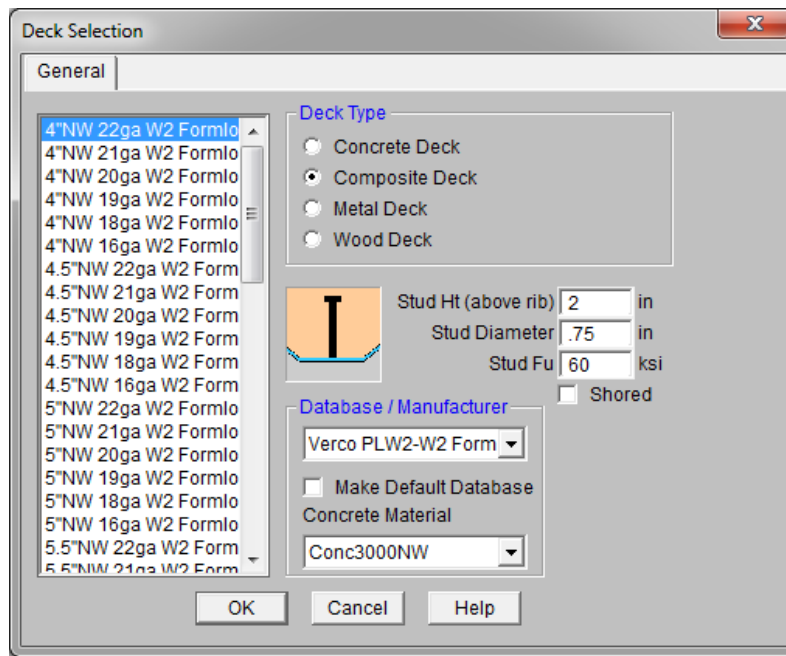 Deck Selection
General
4"NW 22ga W2 Formlo
4"NW 21ga W2 Formlo
4"NW 20ga W2 Formlo
4"NW 19ga W2 Formlo
4"NW 18ga W2 Formlo
4"NW 16ga W2 Formlo
4.5"NW 22ga W2 Form
4.5"NW 21ga W2 Form
4.5"NW 20ga W2 Form
4.5"NW 19ga W2 Form
4.5"NW 18ga W2 Form
4.5"NW 16ga W2 Form
5"NW 22ga W2 Formlo
5"NW 21ga W2 Formlo
5"NW 20ga W2 Formlo
5"NW 19ga W2 Formlo
5"NW 18ga W2 Formlo
5"NW 16ga W2 Formlo
5.5"NW 22ga W2 Form
5.5"NW 21ga W2 Form
Deck Type
Concrete Deck
Composite Deck
Metal Deck
Wood Deck
Stud Ht (above rib) 2 in
Stud Diameter .75 in
Stud Fu 60 ksi
Shored
Database / Manufacturer
Verco PLW2-W2 Form
Make Default Database
Concrete Material
Conc3000NW
OK Cancel Help